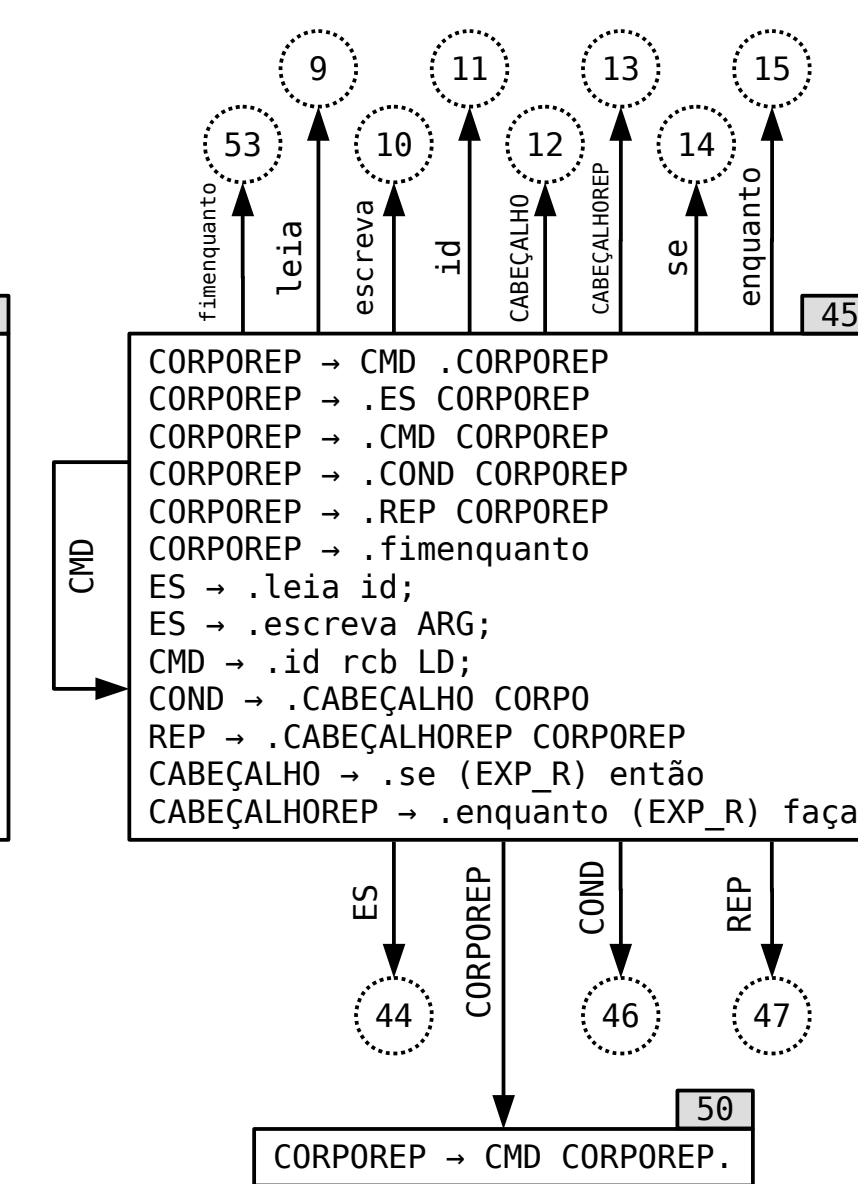 9
11
13
15
53
10
12
14
fimenquanto
leia
escreva
id
CABEÇALHO
CABEÇALHOREP
se
enquanto
45
CORPOREP → CMD .CORPOREP
CORPOREP → .ES CORPOREP
CORPOREP → .CMD CORPOREP
CORPOREP → .COND CORPOREP
CORPOREP → .REP CORPOREP
CORPOREP → .fimenquanto
ES → .leia id;
ES → .escreva ARG;
CMD → .id rcb LD;
COND → .CABEÇALHO CORPO
REP → .CABEÇALHOREP CORPOREP
CABEÇALHO → .se (EXP_R) então
CABEÇALHOREP → .enquanto (EXP_R) faça
CMD
ES
CORPOREP
COND
REP
44
46
47
50
CORPOREP → CMD CORPOREP.